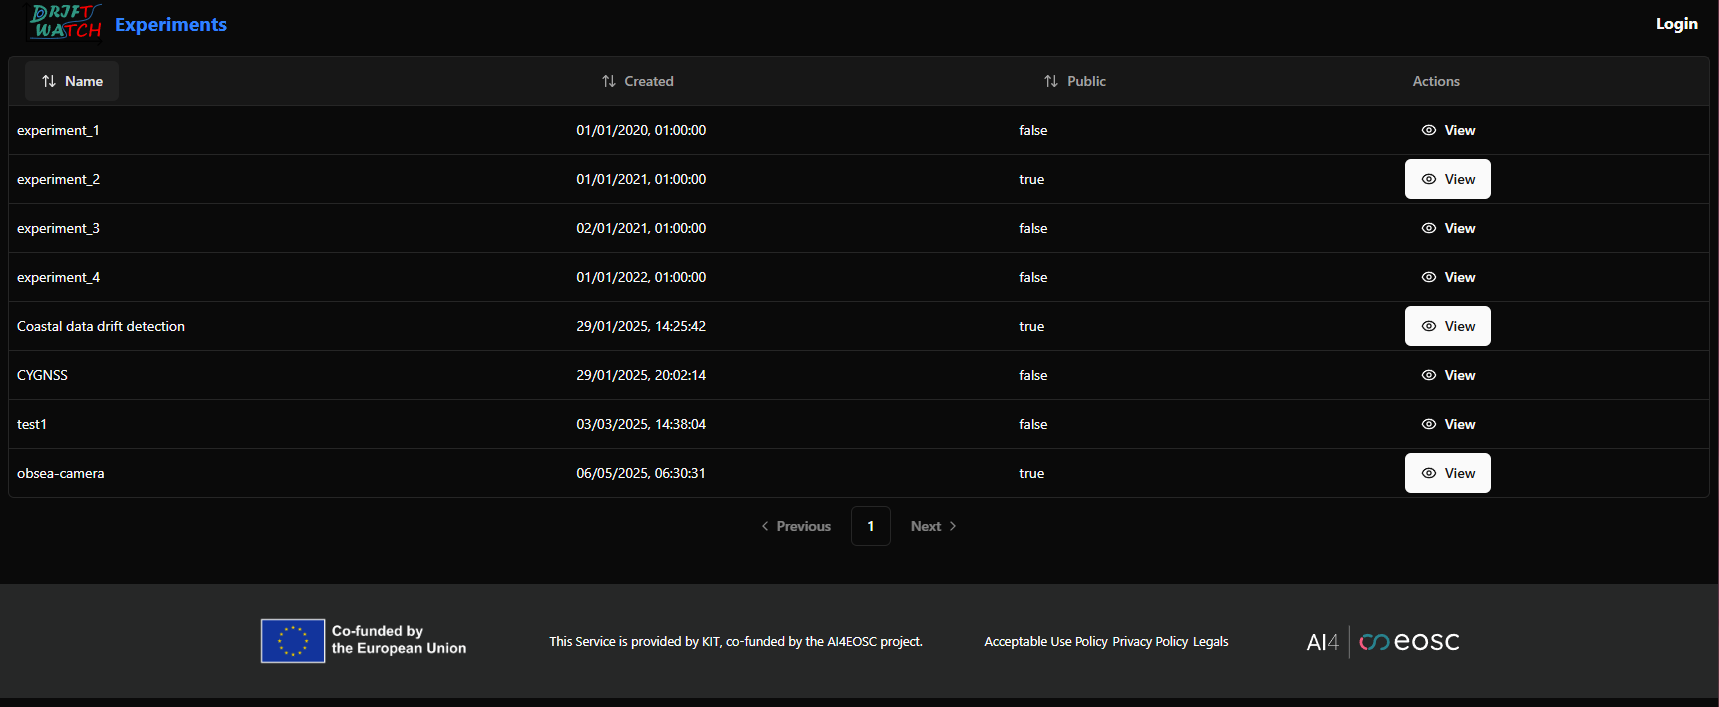 DRIFT
WATCH
Experiments
Login
Name Created Public Actions
experiment_1 01/01/2020, 01:00:00 false View
experiment_2 01/01/2021, 01:00:00 true View
experiment_3 02/01/2021, 01:00:00 false View
experiment_4 01/01/2022, 01:00:00 false View
Coastal data drift detection 29/01/2025, 14:25:42 true View
CYGNSS 29/01/2025, 20:02:14 false View
test1 03/03/2025, 14:38:04 false View
obsea-camera 06/05/2025, 06:30:31 true View
Previous 1 Next
Co-funded by
the European Union
This Service is provided by KIT, co-funded by the AI4EOSC project.
Acceptable Use Policy Privacy Policy Legals
AI4 eosc